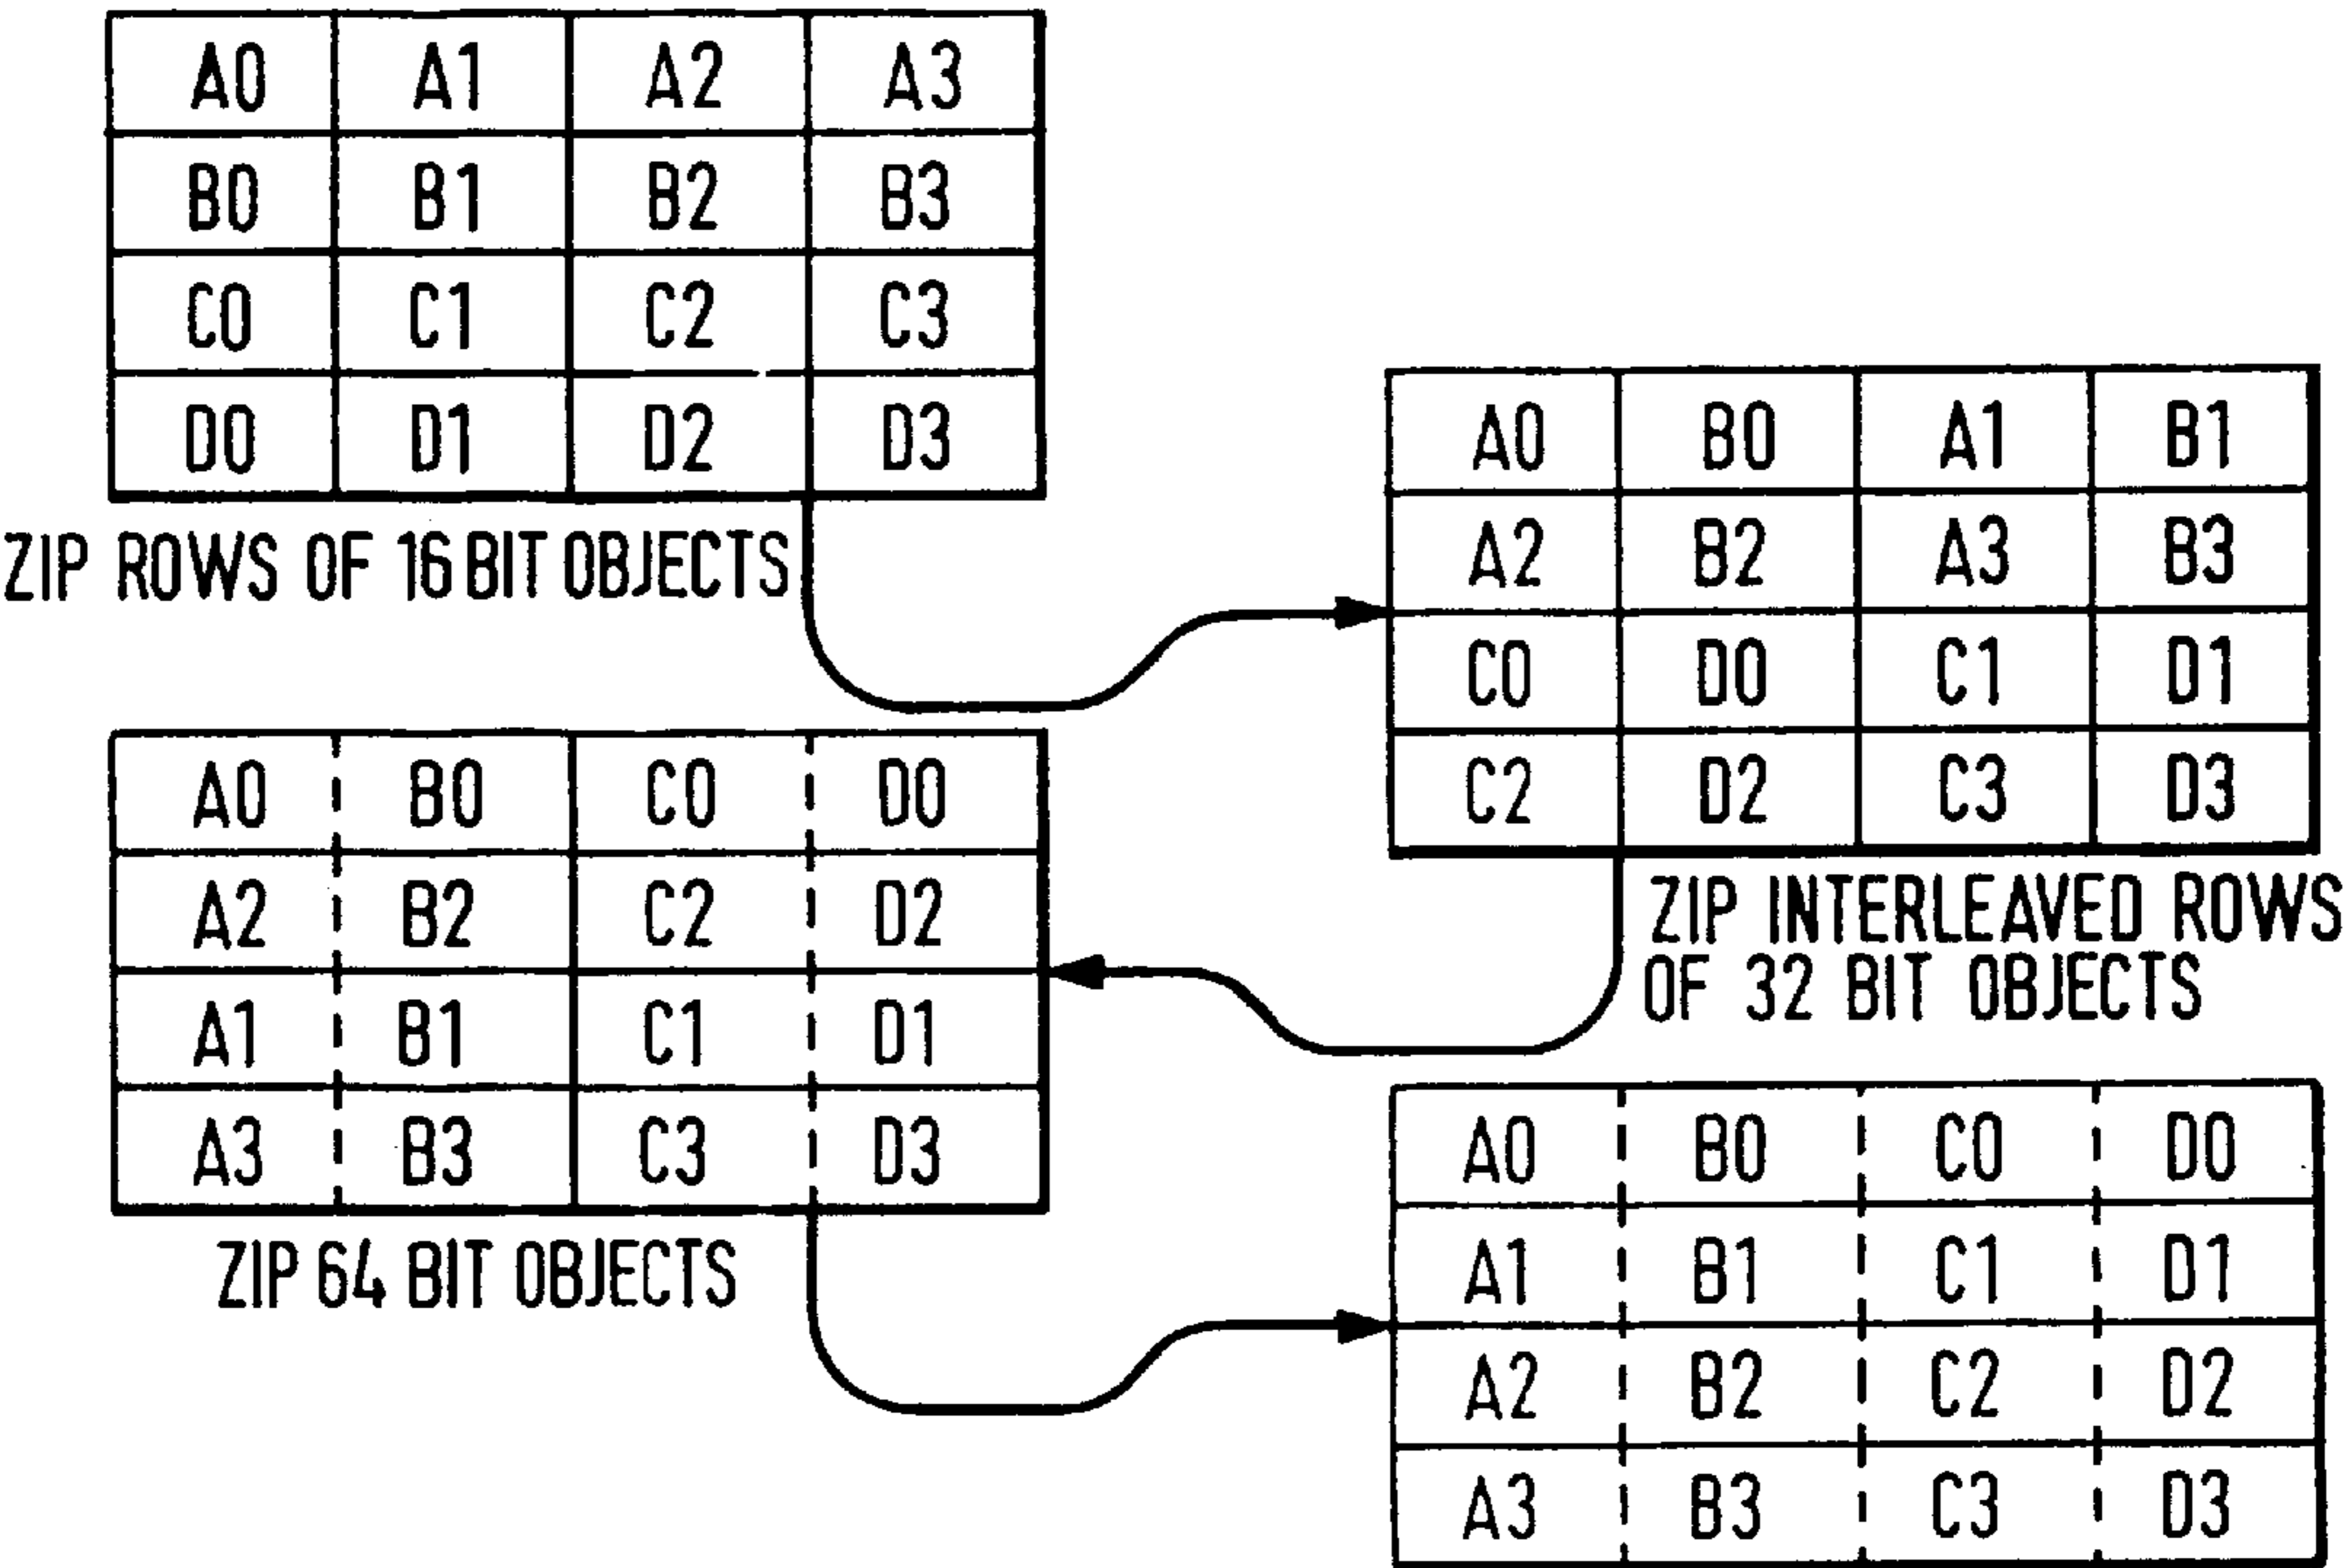 A0 A1 A2 A3
B0 B1 B2 B3
C0 C1 C2 C3
D0 D1 D2 D3
ZIP ROWS OF 16 BIT OBJECTS
A0 B0 A1 B1
A2 B2 A3 B3
C0 D0 C1 D1
C2 D2 C3 D3
ZIP INTERLEAVED ROWS
OF 32 BIT OBJECTS
A0 B0 C0 D0
A2 B2 C2 D2
A1 B1 C1 D1
A3 B3 C3 D3
ZIP 64 BIT OBJECTS
A0 B0 C0 D0
A1 B1 C1 D1
A2 B2 C2 D2
A3 B3 C3 D3